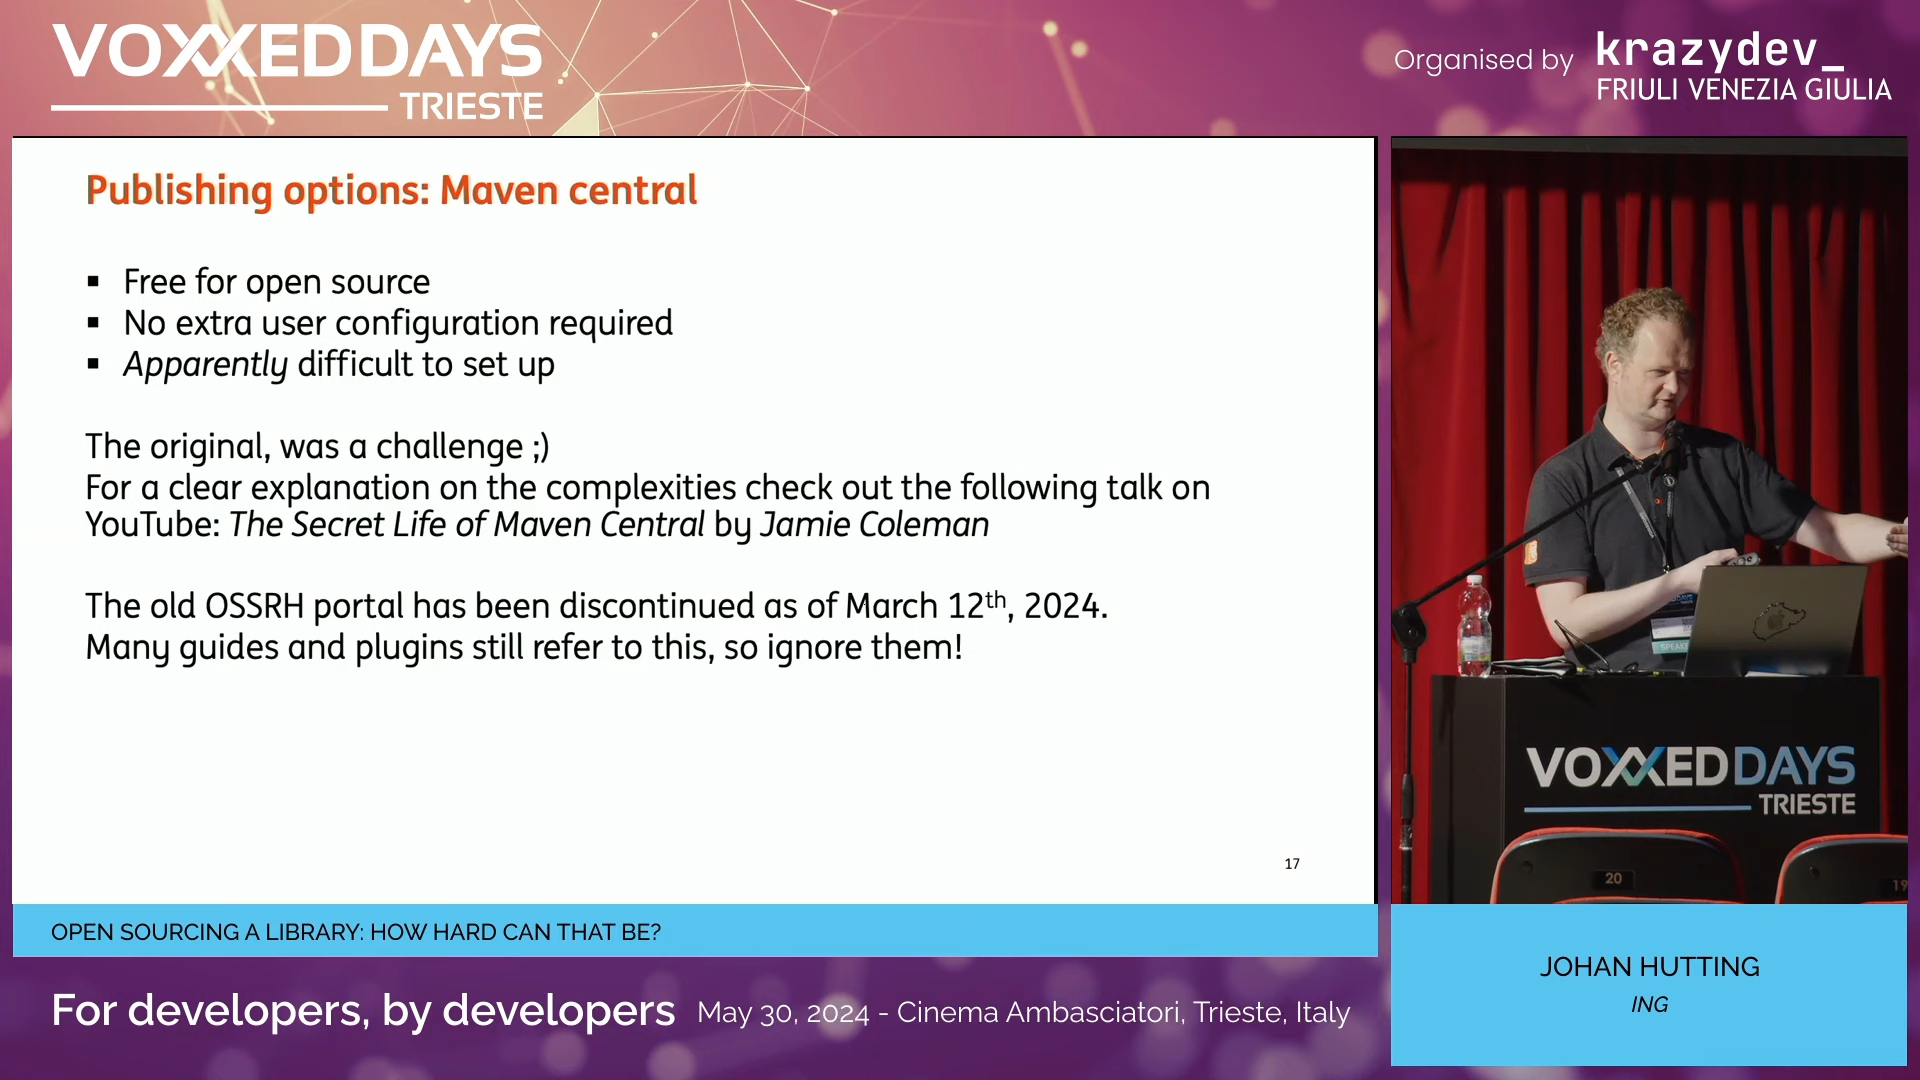 VOXXEDDAYS
TRIESTE
Organised by
krazydev_
FRIULI VENEZIA GIULIA
Publishing options: Maven central
▪ Free for open source
▪ No extra user configuration required
▪ Apparently difficult to set up
The original, was a challenge ;)
For a clear explanation on the complexities check out the following talk on
YouTube: The Secret Life of Maven Central by Jamie Coleman
The old OSSRH portal has been discontinued as of March 12th, 2024.
Many guides and plugins still refer to this, so ignore them!
17
SPEAKER
VOXXEDDAYS
TRIESTE
20
19
OPEN SOURCING A LIBRARY: HOW HARD CAN THAT BE?
JOHAN HUTTING
ING
For developers, by developers
May 30, 2024 - Cinema Ambasciatori, Trieste, Italy